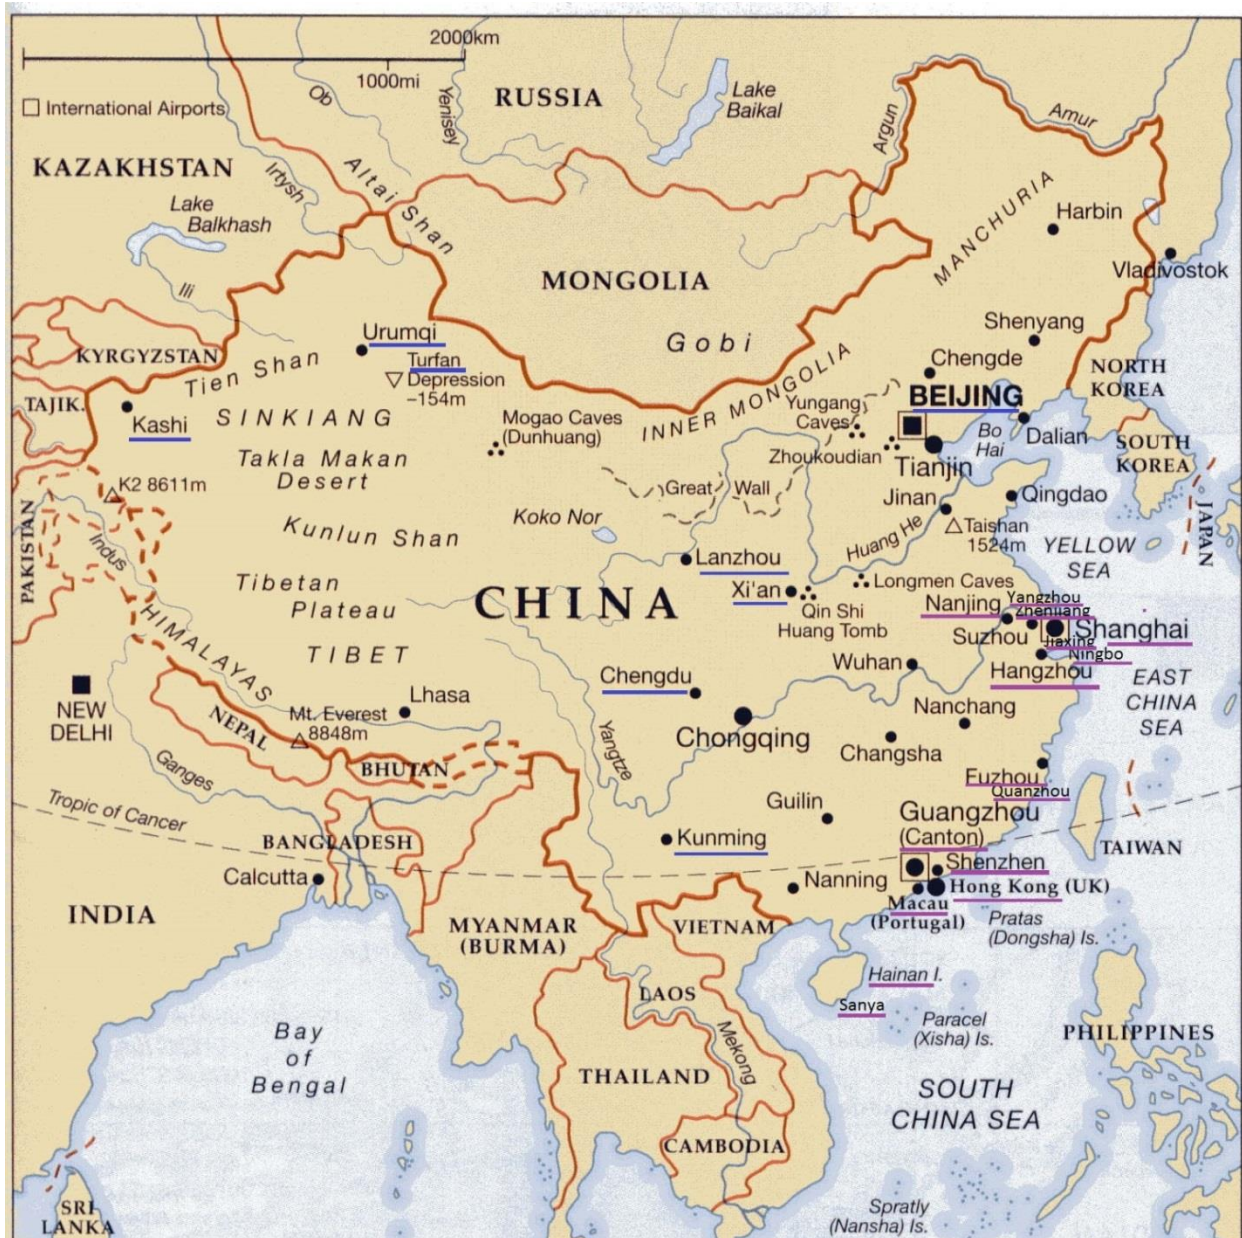 2000km
1000mi
International Airports
RUSSIA
Lake
Baikal
Ob
Yenisey
Argun
Amur
KAZAKHSTAN
Irtysh
Altai Shan
Lake
Balkhash
Ili
MONGOLIA
MANCHURIA
Harbin
Vladivostok
Urumqi
Turfan
Depression
–154m
Gobi
Shenyang
Chengde
KYRGYZSTAN
Tien Shan
NORTH
KOREA
TAJIK.
Kashi
SINKIANG
Mogao Caves
(Dunhuang)
INNER MONGOLIA
Yungang
Caves
BEIJING
Bo
Hai
Dalian
Zhoukoudian
Tianjin
SOUTH
KOREA
Takla Makan
Desert
K2 8611m
Great Wall
Jinan
Qingdao
JAPAN
PAKISTAN
Indus
Kunlun Shan
Koko Nor
Huang He
Taishan
1524m
YELLOW
SEA
Lanzhou
Tibetan
Plateau
CHINA
Xi'an
Qin Shi
Huang Tomb
Longmen Caves
Nanjing
Yangzhou
Zhenjiang
Suzhou
Shanghai
Jiaxing
Ningbo
Hangzhou
HIMALAYAS
TIBET
Chengdu
Wuhan
EAST
CHINA
SEA
NEW
DELHI
Lhasa
NEPAL
Mt. Everest
8848m
Yangtze
Chongqing
Nanchang
Changsha
BHUTAN
Ganges
Fuzhou
Quanzhou
Tropic of Cancer
Guilin
Guangzhou
(Canton)
BANGLADESH
Kunming
TAIWAN
Calcutta
Nanning
Shenzhen
Hong Kong (UK)
Macau
(Portugal)
INDIA
MYANMAR
(BURMA)
VIETNAM
Pratas
(Dongsha) Is.
LAOS
Hainan I.
Sanya
Paracel
(Xisha) Is.
PHILIPPINES
Bay
of
Bengal
Mekong
THAILAND
SOUTH
CHINA SEA
CAMBODIA
SRI
LANKA
Spratly
(Nansha) Is.